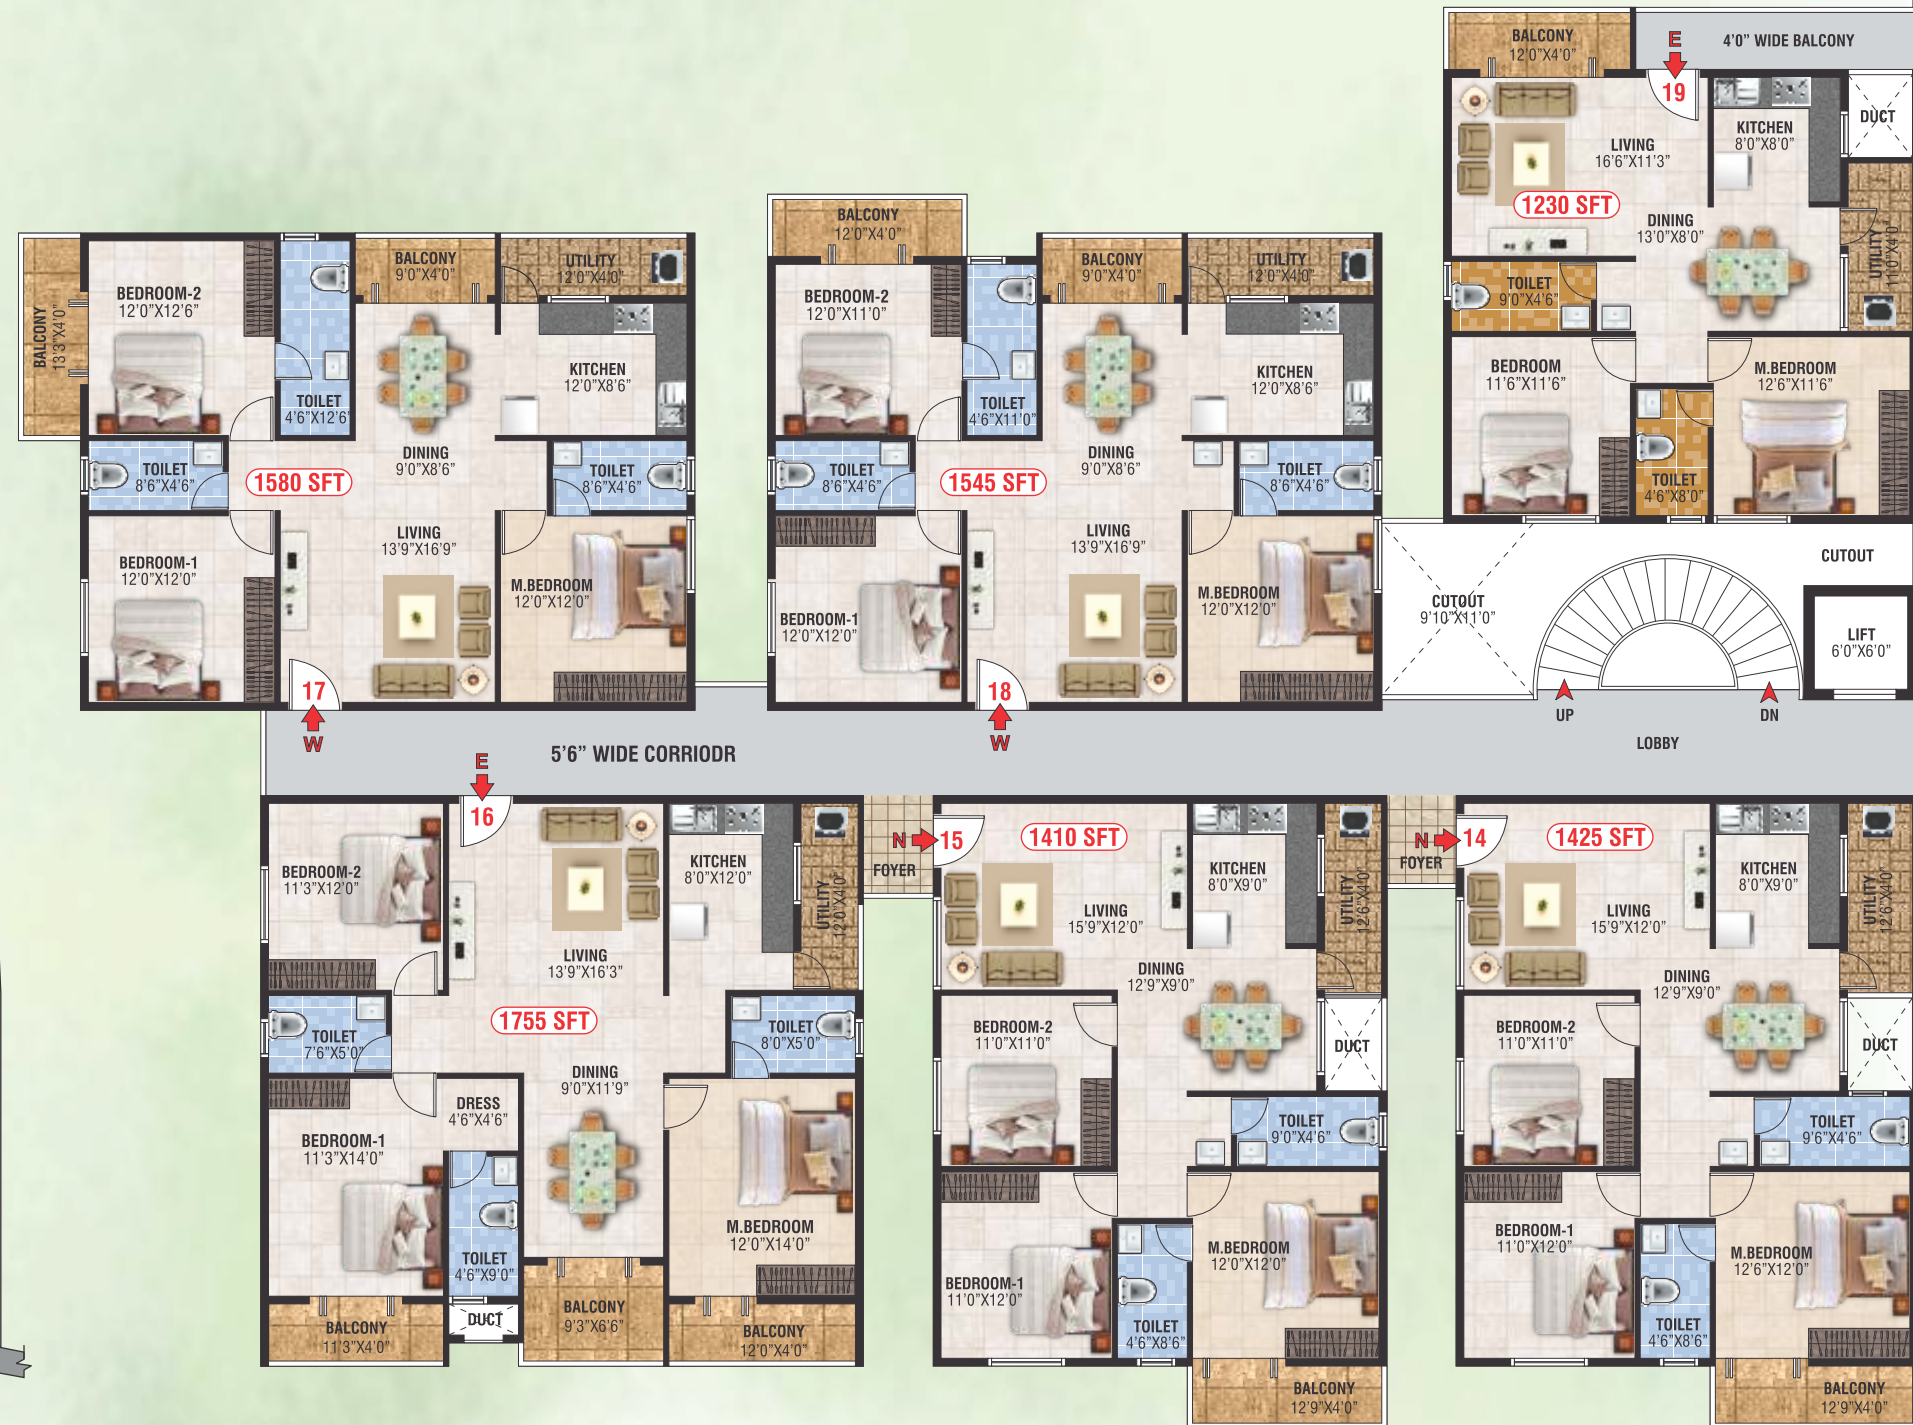 BALCONY
12'0"X4'0"
E
4'0" WIDE BALCONY
19
KITCHEN
8'0"X8'0"
DUCT
LIVING
16'6"X11'3"
1230 SFT
DINING
13'0"X8'0"
UTILITY
TOILET
9'0"X4'6"
BEDROOM
11'6"X11'6"
M.BEDROOM
12'6"X11'6"
TOILET
4'6"X8'0"
BALCONY
13'3"X4'0"
BEDROOM-2
12'0"X12'6"
TOILET
4'6"X12'6"
BALCONY
9'0"X4'0"
UTILITY
12'0"X4'0"
KITCHEN
12'0"X8'6"
DINING
9'0"X8'6"
TOILET
8'6"X4'6"
1580 SFT
TOILET
8'6"X4'6"
LIVING
13'9"X16'9"
BEDROOM-1
12'0"X12'0"
M.BEDROOM
12'0"X12'0"
17
W
BALCONY
12'0"X4'0"
BEDROOM-2
12'0"X11'0"
TOILET
4'6"X11'0"
BALCONY
9'0"X4'0"
UTILITY
12'0"X4'0"
KITCHEN
12'0"X8'6"
DINING
9'0"X8'6"
TOILET
8'6"X4'6"
1545 SFT
TOILET
8'6"X4'6"
LIVING
13'9"X16'9"
BEDROOM-1
12'0"X12'0"
M.BEDROOM
12'0"X12'0"
18
W
CUTOUT
9'10"X11'0"
CUTOUT
LIFT
6'0"X6'0"
UP
DN
LOBBY
5'6" WIDE CORRIODR
E
16
BEDROOM-2
11'3"X12'0"
KITCHEN
8'0"X12'0"
UTILITY
12'0"X4'0"
LIVING
13'9"X16'3"
1755 SFT
TOILET
7'6"X5'0"
TOILET
8'0"X5'0"
DINING
9'0"X11'9"
DRESS
4'6"X4'6"
BEDROOM-1
11'3"X14'0"
TOILET
4'6"X9'0"
M.BEDROOM
12'0"X14'0"
DUCT
BALCONY
11'3"X4'0"
BALCONY
9'3"X6'6"
BALCONY
12'0"X4'0"
N
15
FOYER
1410 SFT
KITCHEN
8'0"X9'0"
UTILITY
12'6"X4'0"
LIVING
15'9"X12'0"
DINING
12'9"X9'0"
BEDROOM-2
11'0"X11'0"
DUCT
TOILET
9'0"X4'6"
BEDROOM-1
11'0"X12'0"
M.BEDROOM
12'0"X12'0"
TOILET
4'6"X8'6"
BALCONY
12'9"X4'0"
N
14
FOYER
1425 SFT
KITCHEN
8'0"X9'0"
UTILITY
12'6"X4'0"
LIVING
15'9"X12'0"
DINING
12'9"X9'0"
BEDROOM-2
11'0"X11'0"
DUCT
TOILET
9'6"X4'6"
BEDROOM-1
11'0"X12'0"
M.BEDROOM
12'6"X12'0"
TOILET
4'6"X8'6"
BALCONY
12'9"X4'0"